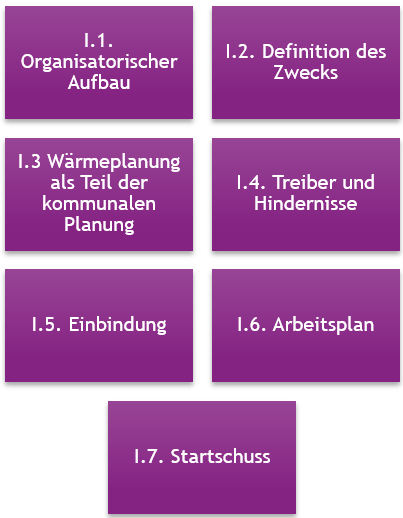 I.1.
Organisatorischer
Aufbau
I.2. Definition des
Zwecks
I.3 Wärmeplanung
als Teil der
kommunalen
Planung
I.4. Treiber und
Hindernisse
I.5. Einbindung
I.6. Arbeitsplan
I.7. Startschuss